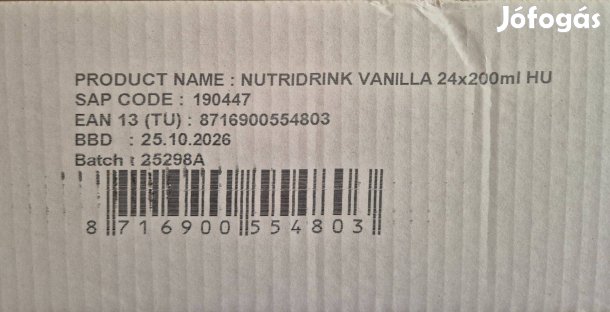 Jófogás
PRODUCT NAME : NUTRIDRINK VANILLA 24x200ml HU
SAP CODE : 190447
EAN 13 (TU) : 8716900554803
BBD : 25.10.2026
Batch : 25298A
8 716900 554803